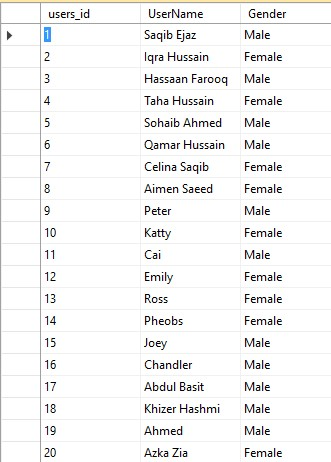 users_id UserName Gender
1 Saqib Ejaz Male
2 Iqra Hussain Female
3 Hassaan Farooq Male
4 Taha Hussain Female
5 Sohaib Ahmed Male
6 Qamar Hussain Male
7 Celina Saqib Female
8 Aimen Saeed Female
9 Peter Male
10 Katty Female
11 Cai Male
12 Emily Female
13 Ross Female
14 Pheobs Female
15 Joey Male
16 Chandler Male
17 Abdul Basit Male
18 Khizer Hashmi Male
19 Ahmed Male
20 Azka Zia Female